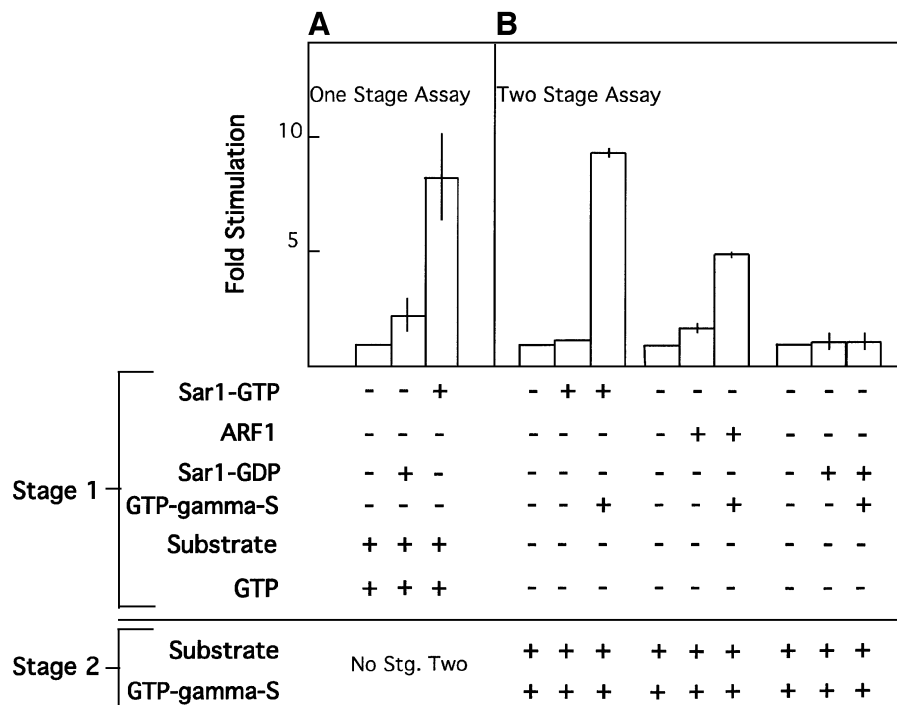 A B
One Stage Assay Two Stage Assay
10
5
Fold Stimulation
Stage 1
Sar1-GTP - - + - + + - - - - - -
ARF1 - - - - - - - + + - - -
Sar1-GDP - + - - - - - - - - + +
GTP-gamma-S - - - - - + - - + - - +
Substrate + + + - - - - - - - - -
GTP + + + - - - - - - - - -
Stage 2
Substrate No Stg. Two + + + + + + + + +
GTP-gamma-S + + + + + + + + +